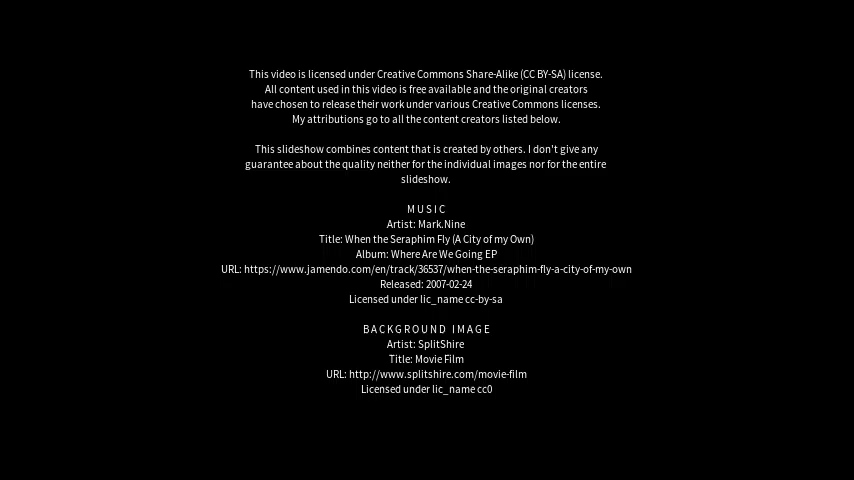 This video is licensed under Creative Commons Share-Alike (CC BY-SA) license.
All content used in this video is free available and the original creators
have chosen to release their work under various Creative Commons licenses.
My attributions go to all the content creators listed below.
This slideshow combines content that is created by others. I don't give any
guarantee about the quality neither for the individual images nor for the entire
slideshow.
MUSIC
Artist: Mark.Nine
Title: When the Seraphim Fly (A City of my Own)
Album: Where Are We Going EP
URL: https://www.jamendo.com/en/track/36537/when-the-seraphim-fly-a-city-of-my-own
Released: 2007-02-24
Licensed under lic_name cc-by-sa
BACKGROUND IMAGE
Artist: SplitShire
Title: Movie Film
URL: http://www.splitshire.com/movie-film
Licensed under lic_name cc0